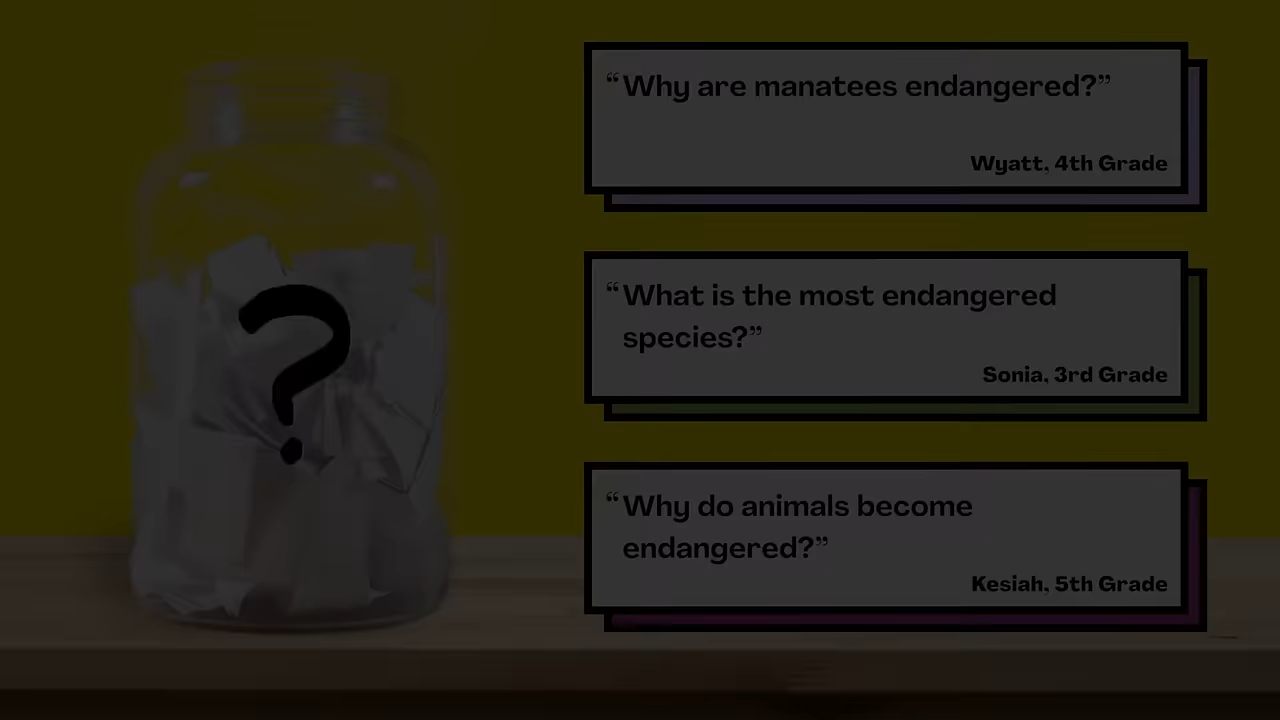 ?
“Why are manatees endangered?”
Wyatt, 4th Grade
“What is the most endangered
species?”
Sonia, 3rd Grade
“Why do animals become
endangered?”
Kesiah, 5th Grade